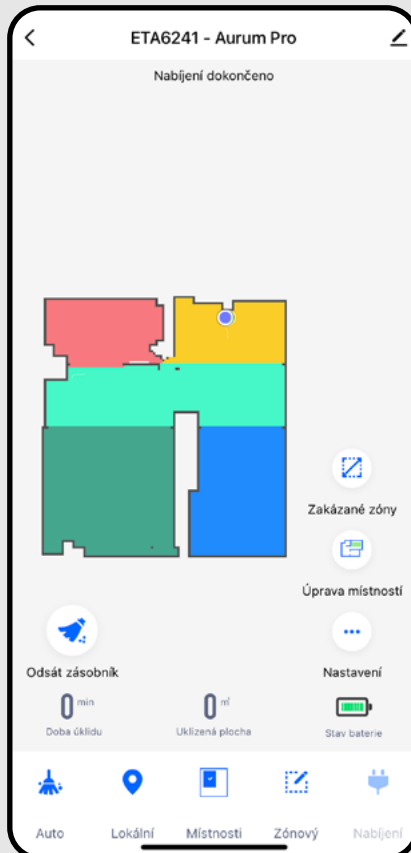 ETA6241 - Aurum Pro
Nabíjení dokončeno
Zakázané zóny
Úprava místností
Odsát zásobník
Nastavení
0 min
0 m²
Doba úklidu
Uklizená plocha
Stav baterie
Auto
Lokální
Místnosti
Zónový
Nabíjení